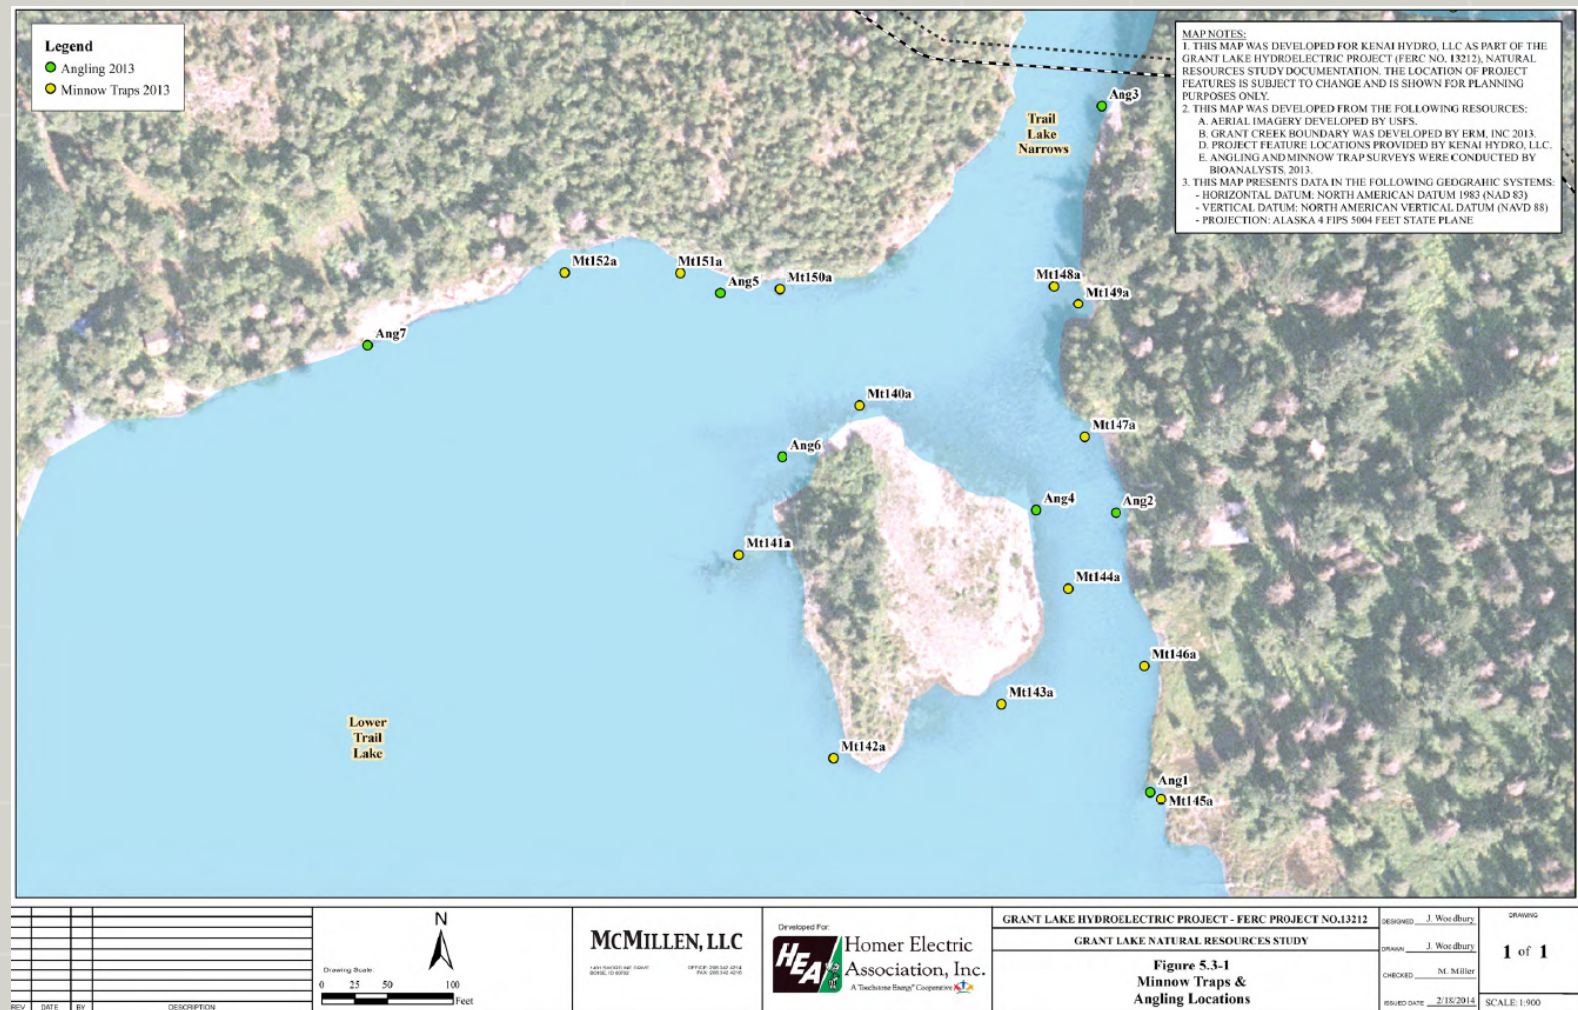 Legend
Angling 2013
Minnow Traps 2013
MAP NOTES:
1. THIS MAP WAS DEVELOPED FOR KENAI HYDRO, LLC AS PART OF THE
GRANT LAKE HYDROELECTRIC PROJECT (FERC NO. 13212), NATURAL
RESOURCES STUDY DOCUMENTATION. THE LOCATION OF PROJECT
FEATURES IS SUBJECT TO CHANGE AND IS SHOWN FOR PLANNING
PURPOSES ONLY.
2. THIS MAP WAS DEVELOPED FROM THE FOLLOWING RESOURCES:
A. AERIAL IMAGERY DEVELOPED BY USFS.
B. GRANT CREEK BOUNDARY WAS DEVELOPED BY ERM, INC 2013.
D. PROJECT FEATURE LOCATIONS PROVIDED BY KENAI HYDRO, LLC.
E. ANGLING AND MINNOW TRAP SURVEYS WERE CONDUCTED BY
BIOANALYSTS, 2013.
3. THIS MAP PRESENTS DATA IN THE FOLLOWING GEOGRAHIC SYSTEMS:
- HORIZONTAL DATUM: NORTH AMERICAN DATUM 1983 (NAD 83)
- VERTICAL DATUM: NORTH AMERICAN VERTICAL DATUM (NAVD 88)
- PROJECTION: ALASKA 4 FIPS 5004 FEET STATE PLANE
Ang3
Trail
Lake
Narrows
Mt152a
Mt151a
Ang5
Mt150a
Mt148a
Mt149a
Ang7
Mt140a
Mt147a
Ang6
Ang4
Ang2
Mt141a
Mt144a
Mt146a
Mt143a
Lower
Trail
Lake
Mt142a
Ang1
Mt145a
REV DATE BY DESCRIPTION
N
Drawing Scale:
0 25 50 100
Feet
MCMILLEN, LLC
Developed For:
HEA
Homer Electric
Association, Inc.
A Touchstone Energy® Cooperative
GRANT LAKE HYDROELECTRIC PROJECT - FERC PROJECT NO.13212
GRANT LAKE NATURAL RESOURCES STUDY
Figure 5.3-1
Minnow Traps &
Angling Locations
DESIGNED J. Woodbury
DRAWN J. Woodbury
CHECKED M. Miller
ISSUED DATE 2/18/2014
DRAWING
1 of 1
SCALE: 1:900